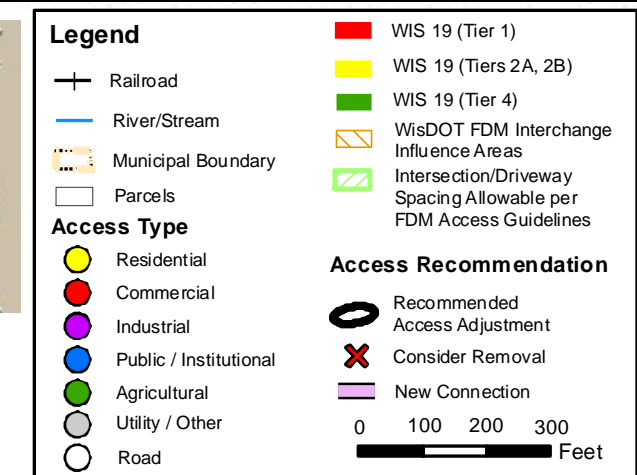 Legend
Railroad
River/Stream
Municipal Boundary
Parcels
Access Type
Residential
Commercial
Industrial
Public / Institutional
Agricultural
Utility / Other
Road
WIS 19 (Tier 1)
WIS 19 (Tiers 2A, 2B)
WIS 19 (Tier 4)
WisDOT FDM Interchange
Influence Areas
Intersection/Driveway
Spacing Allowable per
FDM Access Guidelines
Access Recommendation
Recommended
Access Adjustment
Consider Removal
New Connection
0 100 200 300
Feet